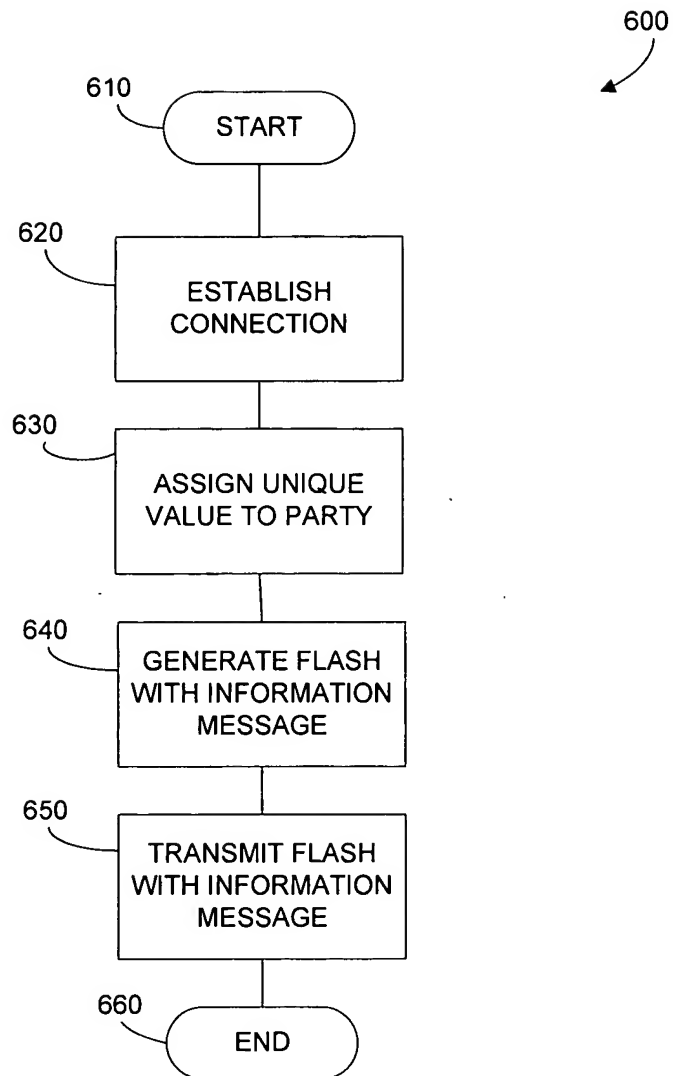 600
610
START
620
ESTABLISH
CONNECTION
630
ASSIGN UNIQUE
VALUE TO PARTY
640
GENERATE FLASH
WITH INFORMATION
MESSAGE
650
TRANSMIT FLASH
WITH INFORMATION
MESSAGE
660
END